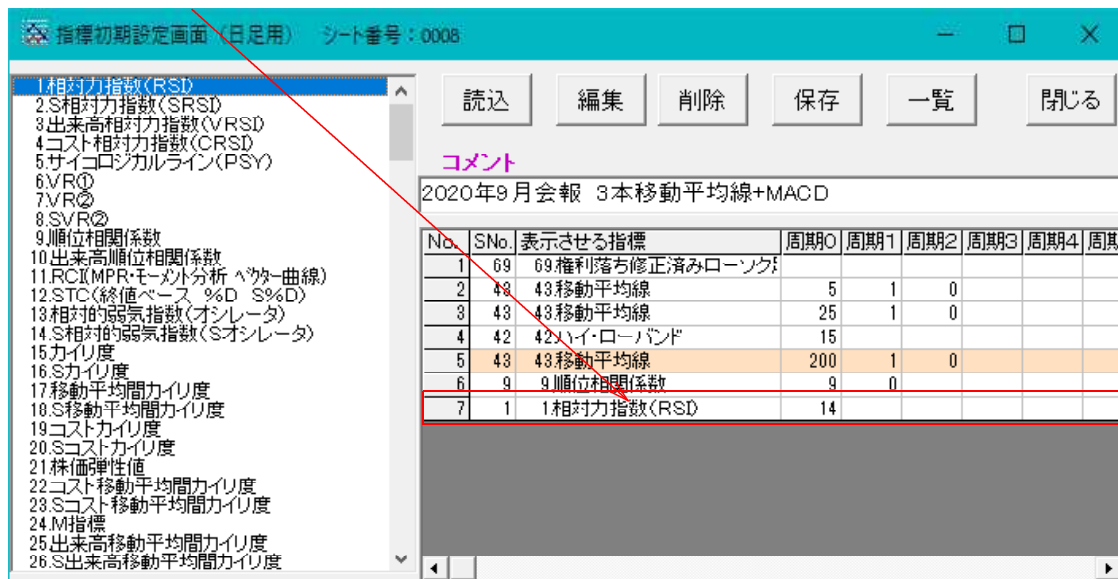 指標初期設定画面（日足用） シート番号：0008
1.相対力指数(RSI)
2.S相対力指数(SRSI)
3.出来高相対力指数(VRSI)
4.コスト相対力指数(CRSI)
5.サイコロジカルライン(PSY)
6.VR①
7.VR②
8.SVR②
9.順位相関係数
10.出来高順位相関係数
11.RCI(MPR・モーメント分析 ベクター曲線)
12.STC(終値ベース %D S%D)
13.相対的弱気指数(オシレータ)
14.S相対的弱気指数(Sオシレータ)
15.カイリ度
16.Sカイリ度
17.移動平均間カイリ度
18.S移動平均間カイリ度
19.コストカイリ度
20.Sコストカイリ度
21.株価弾性値
22.コスト移動平均間カイリ度
23.Sコスト移動平均間カイリ度
24.M指標
25.出来高移動平均間カイリ度
26.S出来高移動平均間カイリ度
読込 編集 削除 保存 一覧 閉じる
コメント
2020年9月会報 3本移動平均線+MACD
No. SNo. 表示させる指標 周期0 周期1 周期2 周期3 周期4 周期
1 69 69.権利落ち修正済みローソク
2 43 43.移動平均線 5 1 0
3 43 43.移動平均線 25 1 0
4 42 42.ハイ・ローバンド 15
5 43 43.移動平均線 200 1 0
6 9 9.順位相関係数 9 0
7 1 1.相対力指数(RSI) 14